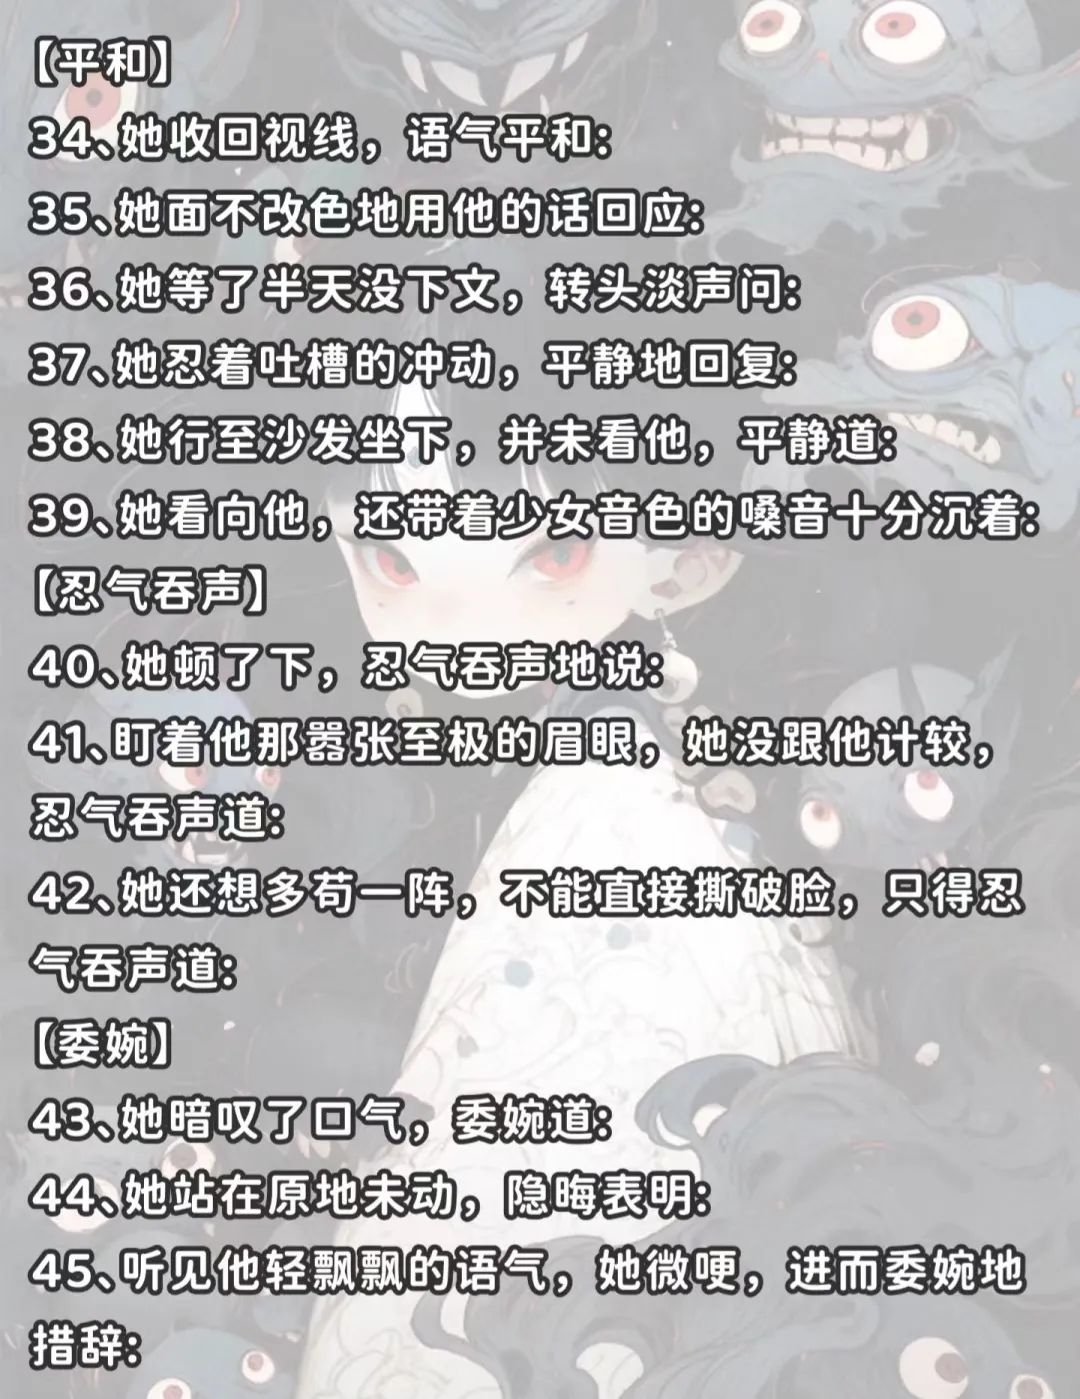 【平和】
34、她收回视线，语气平和:
35、她面不改色地用他的话回应:
36、她等了半天没下文，转头淡声问:
37、她忍着吐槽的冲动，平静地回复:
38、她行至沙发坐下，并未看他，平静道:
39、她看向他，还带着少女音色的嗓音十分沉着:
【忍气吞声】
40、她顿了下，忍气吞声地说:
41、盯着他那嚣张至极的眉眼，她没跟他计较，
忍气吞声道:
42、她还想多苟一阵，不能直接撕破脸，只得忍
气吞声道:
【委婉】
43、她暗叹了口气，委婉道:
44、她站在原地未动，隐晦表明:
45、听见他轻飘飘的语气，她微哽，进而委婉地
措辞: